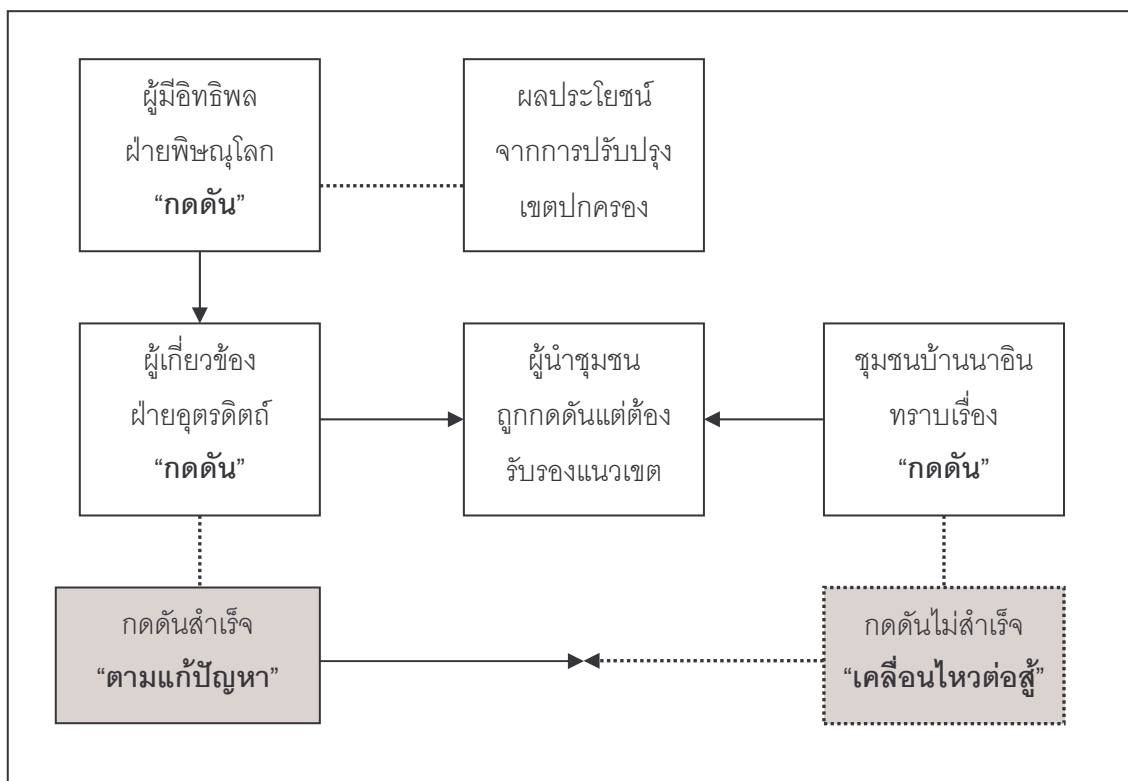 ผู้มีอิทธิพล
ฝ่ายพิษณุโลก
“กดดัน”
ผลประโยชน์
จากการปรับปรุง
เขตปกครอง
ผู้เกี่ยวข้อง
ฝ่ายอุตรดิตถ์
“กดดัน”
ผู้นำชุมชน
ถูกกดดันแต่ต้อง
รับรองแนวเขต
ชุมชนบ้านนาอิน
ทราบเรื่อง
“กดดัน”
กดดันสำเร็จ
“ตามแก้ปัญหา”
กดดันไม่สำเร็จ
“เคลื่อนไหวต่อสู้”